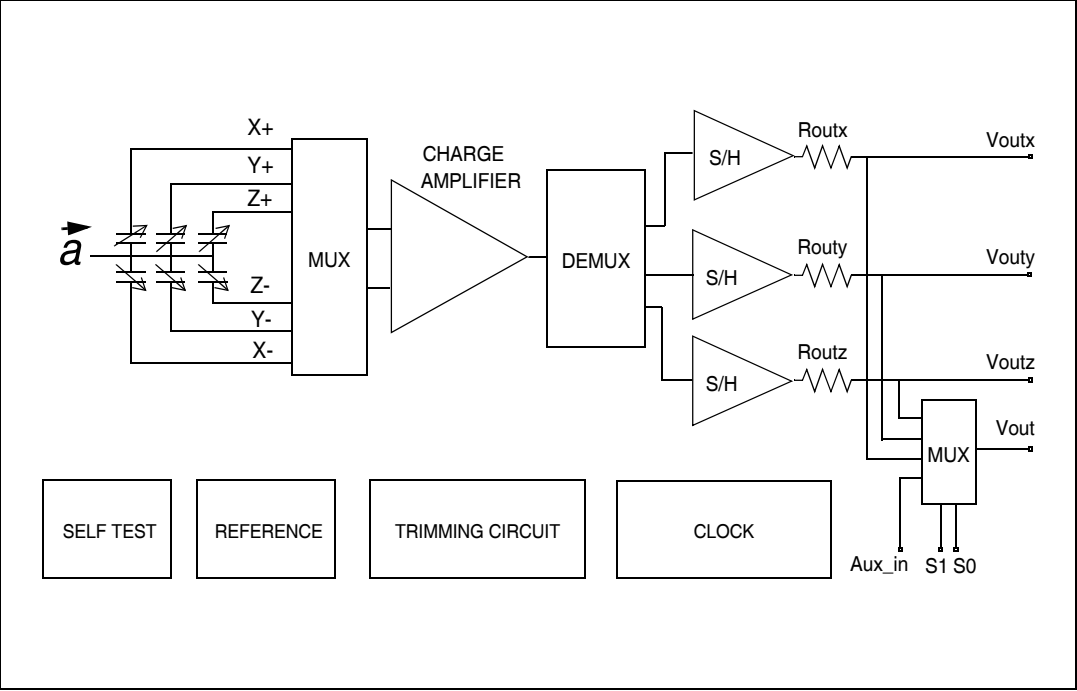 X+
Y+
Z+
a
Z-
Y-
X-
MUX
CHARGE
AMPLIFIER
DEMUX
S/H
Routx
Voutx
S/H
Routy
Vouty
S/H
Routz
Voutz
Vout
MUX
Aux_in
S1 S0
SELF TEST
REFERENCE
TRIMMING CIRCUIT
CLOCK